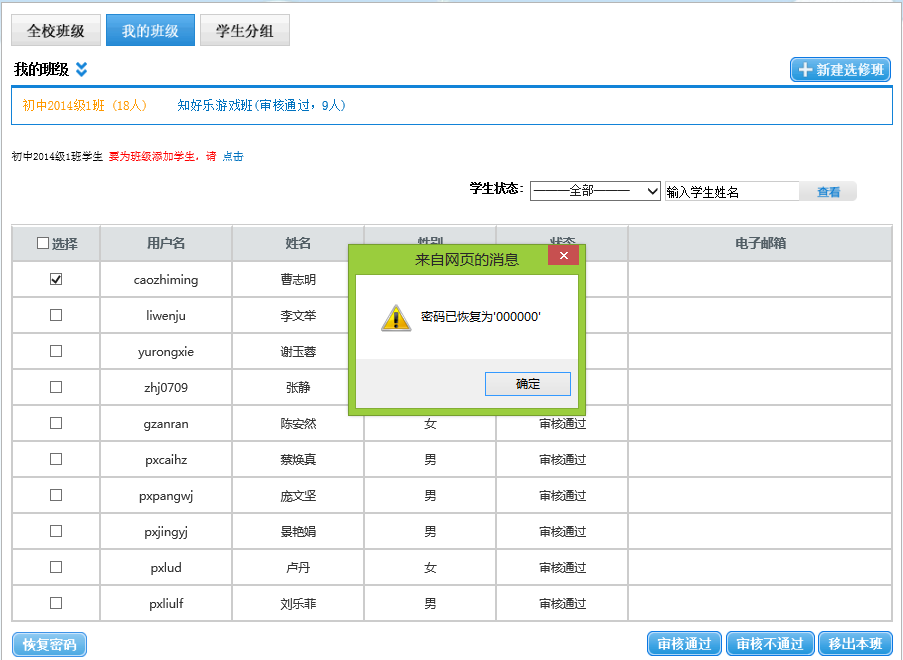 全校班级 我的班级 学生分组
我的班级 新建选修班
初中2014级1班 (18人) 知好乐游戏班(审核通过，9人)
初中2014级1班学生 要为班级添加学生，请 点击
学生状态: ———全部——— 输入学生姓名 查看
选择 用户名 姓名 性别 状态 电子邮箱
来自网页的消息
caozhiming 曹志明
liwenju 李文举
密码已恢复为'000000'
yurongxie 谢玉蓉
zhj0709 张静
确定
gzanran 陈安然 女 审核通过
pxcaihz 蔡焕真 男 审核通过
pxpangwj 庞文坚 男 审核通过
pxjingyj 景艳娟 男 审核通过
pxlud 卢丹 女 审核通过
pxliulf 刘乐菲 男 审核通过
恢复密码 审核通过 审核不通过 移出本班